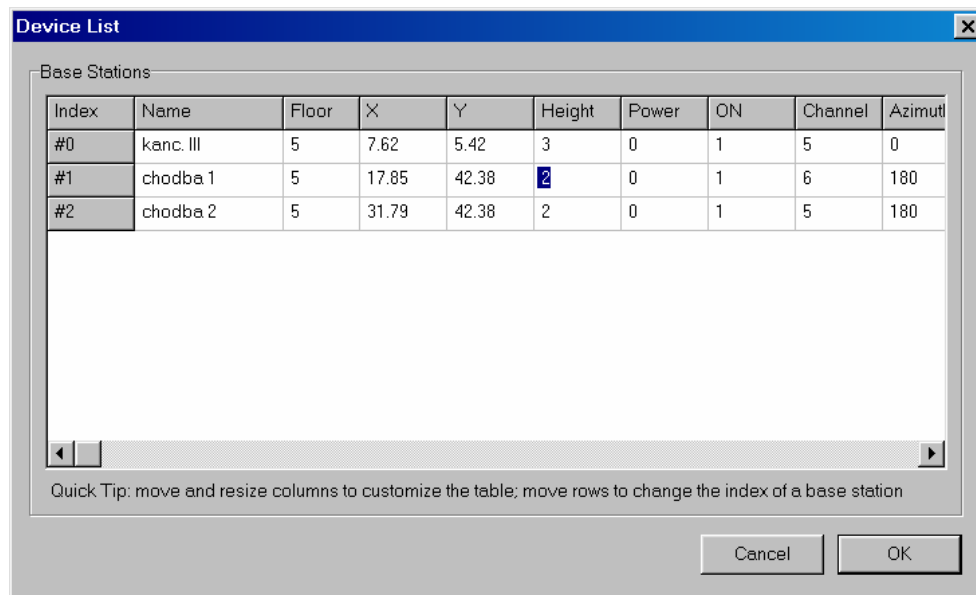 Device List
Base Stations
Index Name Floor X Y Height Power ON Channel Azimuth
#0 kanc. III 5 7.62 5.42 3 0 1 5 0
#1 chodba 1 5 17.85 42.38 2 0 1 6 180
#2 chodba 2 5 31.79 42.38 2 0 1 5 180
Quick Tip: move and resize columns to customize the table; move rows to change the index of a base station
Cancel OK